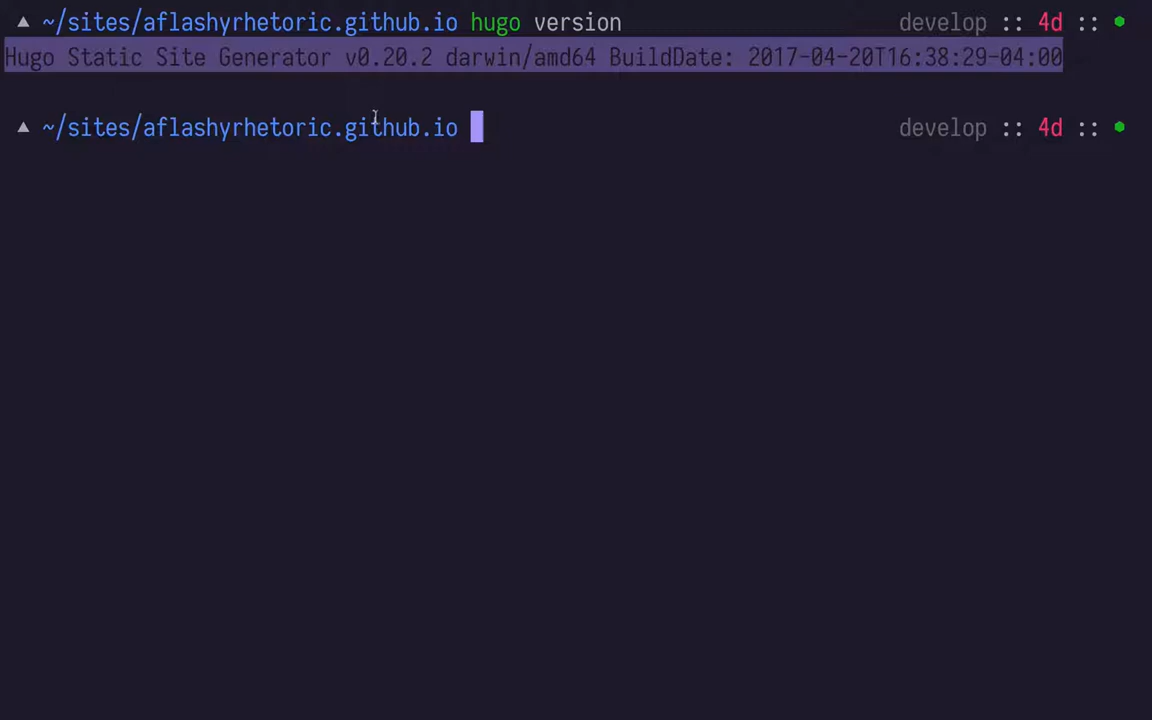 ▲ ~/sites/aflashyrhetoric.github.io hugo version develop :: 4d :: ●
Hugo Static Site Generator v0.20.2 darwin/amd64 BuildDate: 2017-04-20T16:38:29-04:00
▲ ~/sites/aflashyrhetoric.github.io develop :: 4d :: ●